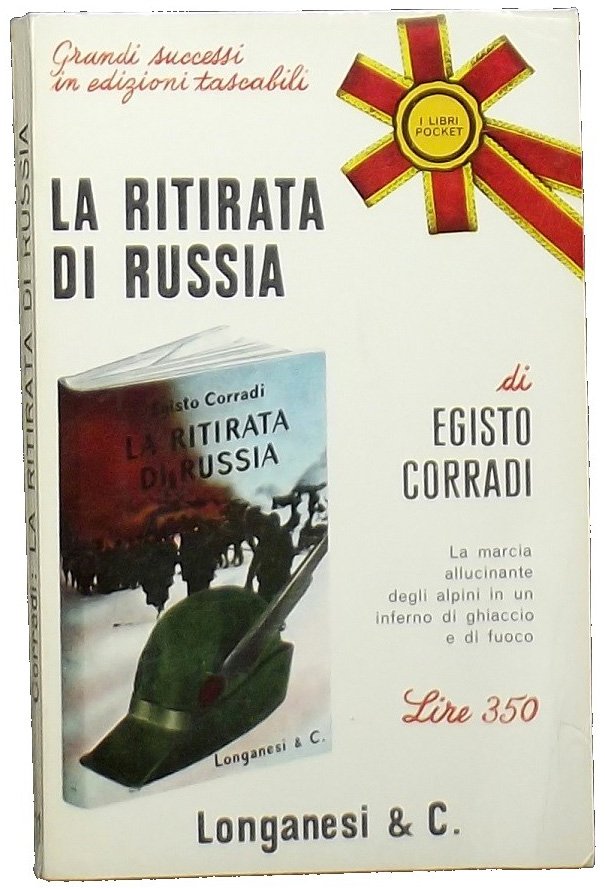 Grandi successi
in edizioni tascabili
I LIBRI
POCKET
LA RITIRATA
DI RUSSIA
di
EGISTO
CORRADI
La marcia
allucinante
degli alpini in un
inferno di ghiaccio
e di fuoco
Lire 350
Egisto Corradi
LA RITIRATA
DI RUSSIA
Longanesi & C.
Longanesi & C.
Corradi: LA RITIRATA DI RUSSIA